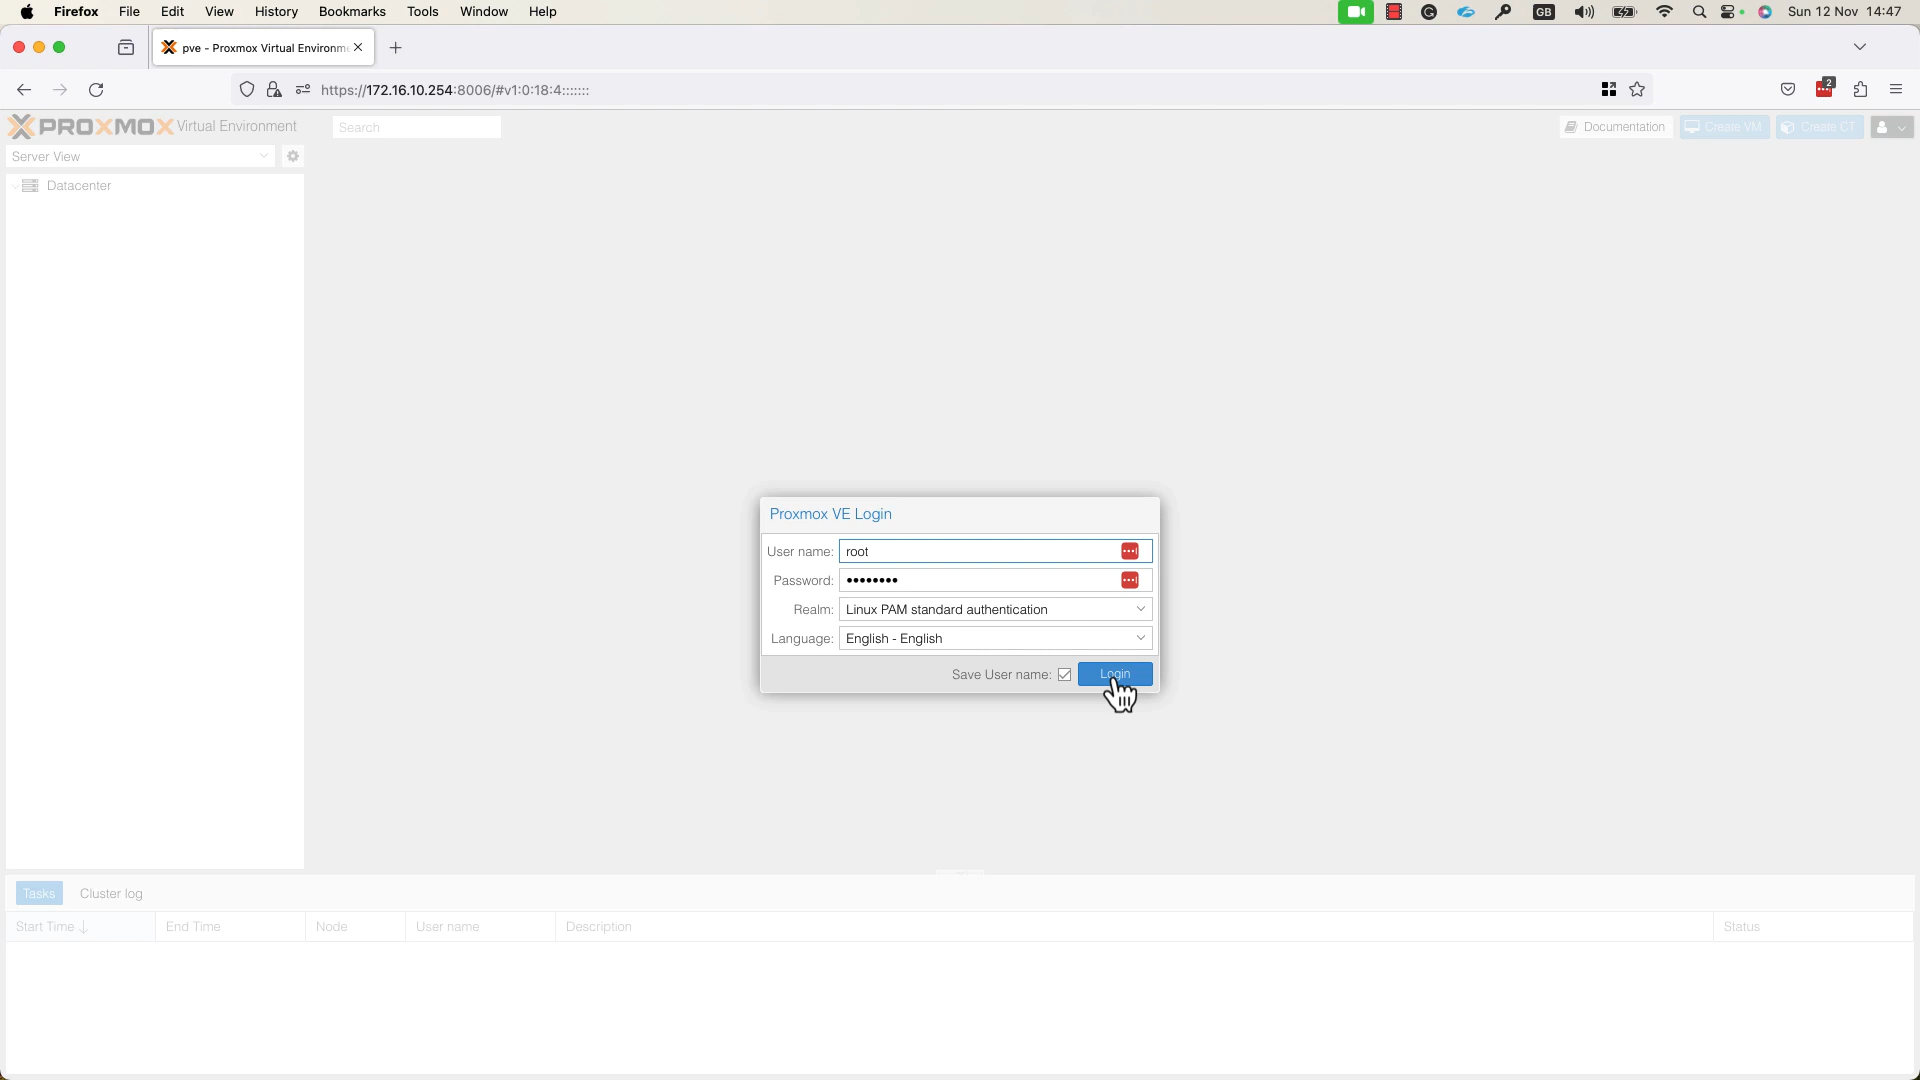 Firefox File Edit View History Bookmarks Tools Window Help GB Sun 12 Nov 14:47
pve - Proxmox Virtual Environme
https://172.16.10.254:8006/#v1:0:18:4:::::::
2
PROXMOX Virtual Environment Search Documentation Create VM Create CT
Server View
Datacenter
Proxmox VE Login
User name: root
Password: ••••••••
Realm: Linux PAM standard authentication
Language: English - English
Save User name: Login
Tasks Cluster log
Start Time End Time Node User name Description Status